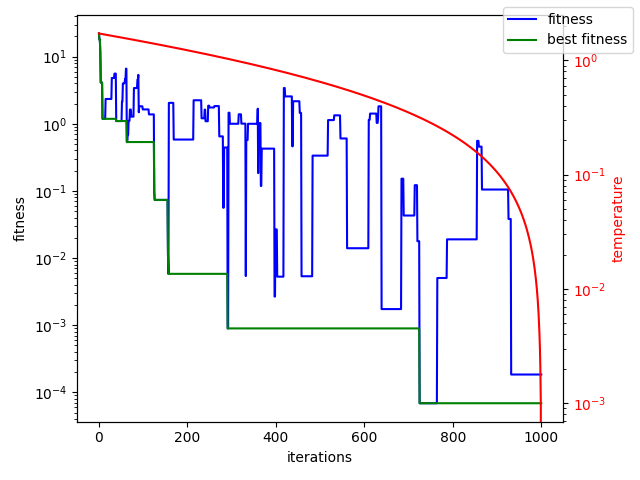 fitness
best fitness
10¹
10⁰
10⁻¹
10⁻²
10⁻³
10⁻⁴
fitness
10⁰
10⁻¹
10⁻²
10⁻³
temperature
0 200 400 600 800 1000
iterations